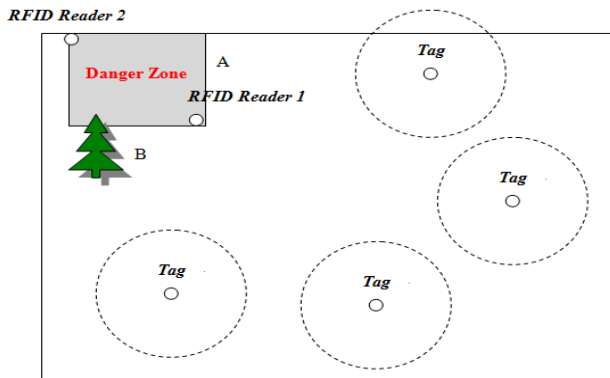 RFID Reader 2
Danger Zone
A
RFID Reader 1
B
Tag
Tag
Tag
Tag